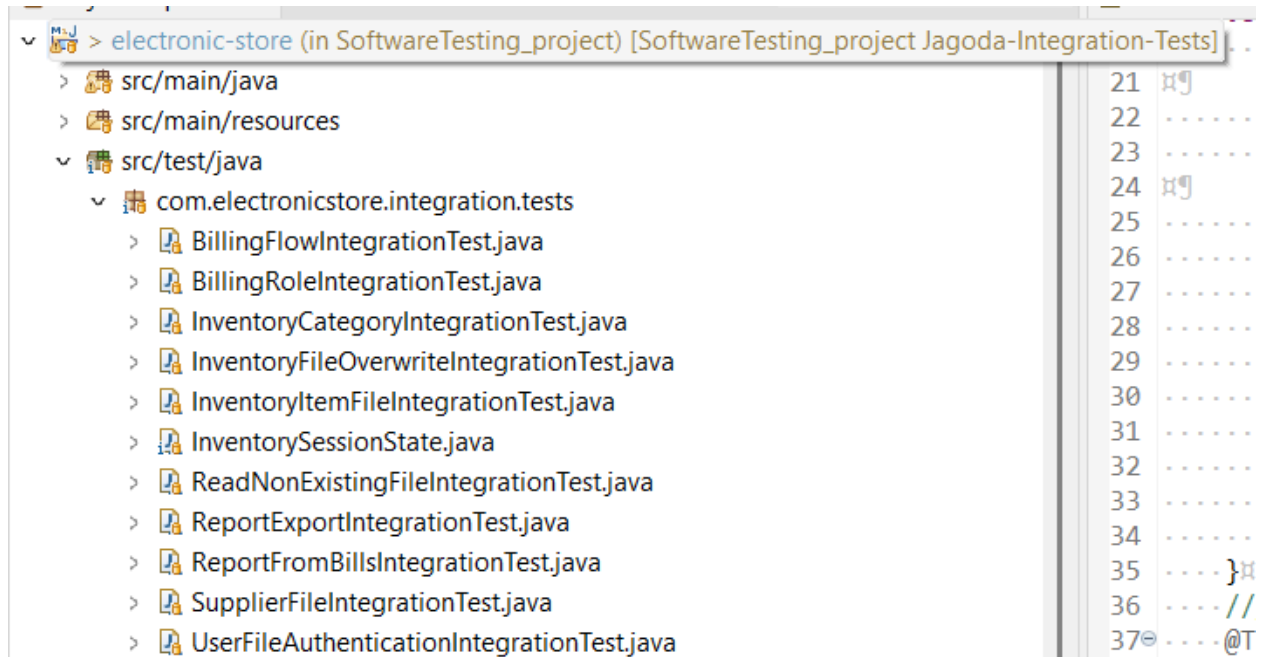 > electronic-store (in SoftwareTesting_project) [SoftwareTesting_project Jagoda-Integration-Tests]
src/main/java
src/main/resources
src/test/java
com.electronicstore.integration.tests
BillingFlowIntegrationTest.java
BillingRoleIntegrationTest.java
InventoryCategoryIntegrationTest.java
InventoryFileOverwriteIntegrationTest.java
InventoryItemFileIntegrationTest.java
InventorySessionState.java
ReadNonExistingFileIntegrationTest.java
ReportExportIntegrationTest.java
ReportFromBillsIntegrationTest.java
SupplierFileIntegrationTest.java
UserFileAuthenticationIntegrationTest.java
21 ¤¶
22
23
24 ¤¶
25
26
27
28
29
30
31
32
33
34
35 ····}¤
36 ····//
37 ····@T